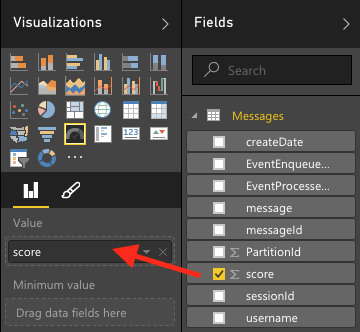 Visualizations
Fields
Search
Messages
createDate
EventEnqueue...
EventProcesse...
message
messageId
PartitionId
score
sessionId
username
123
Value
score
Minimum value
Drag data fields here